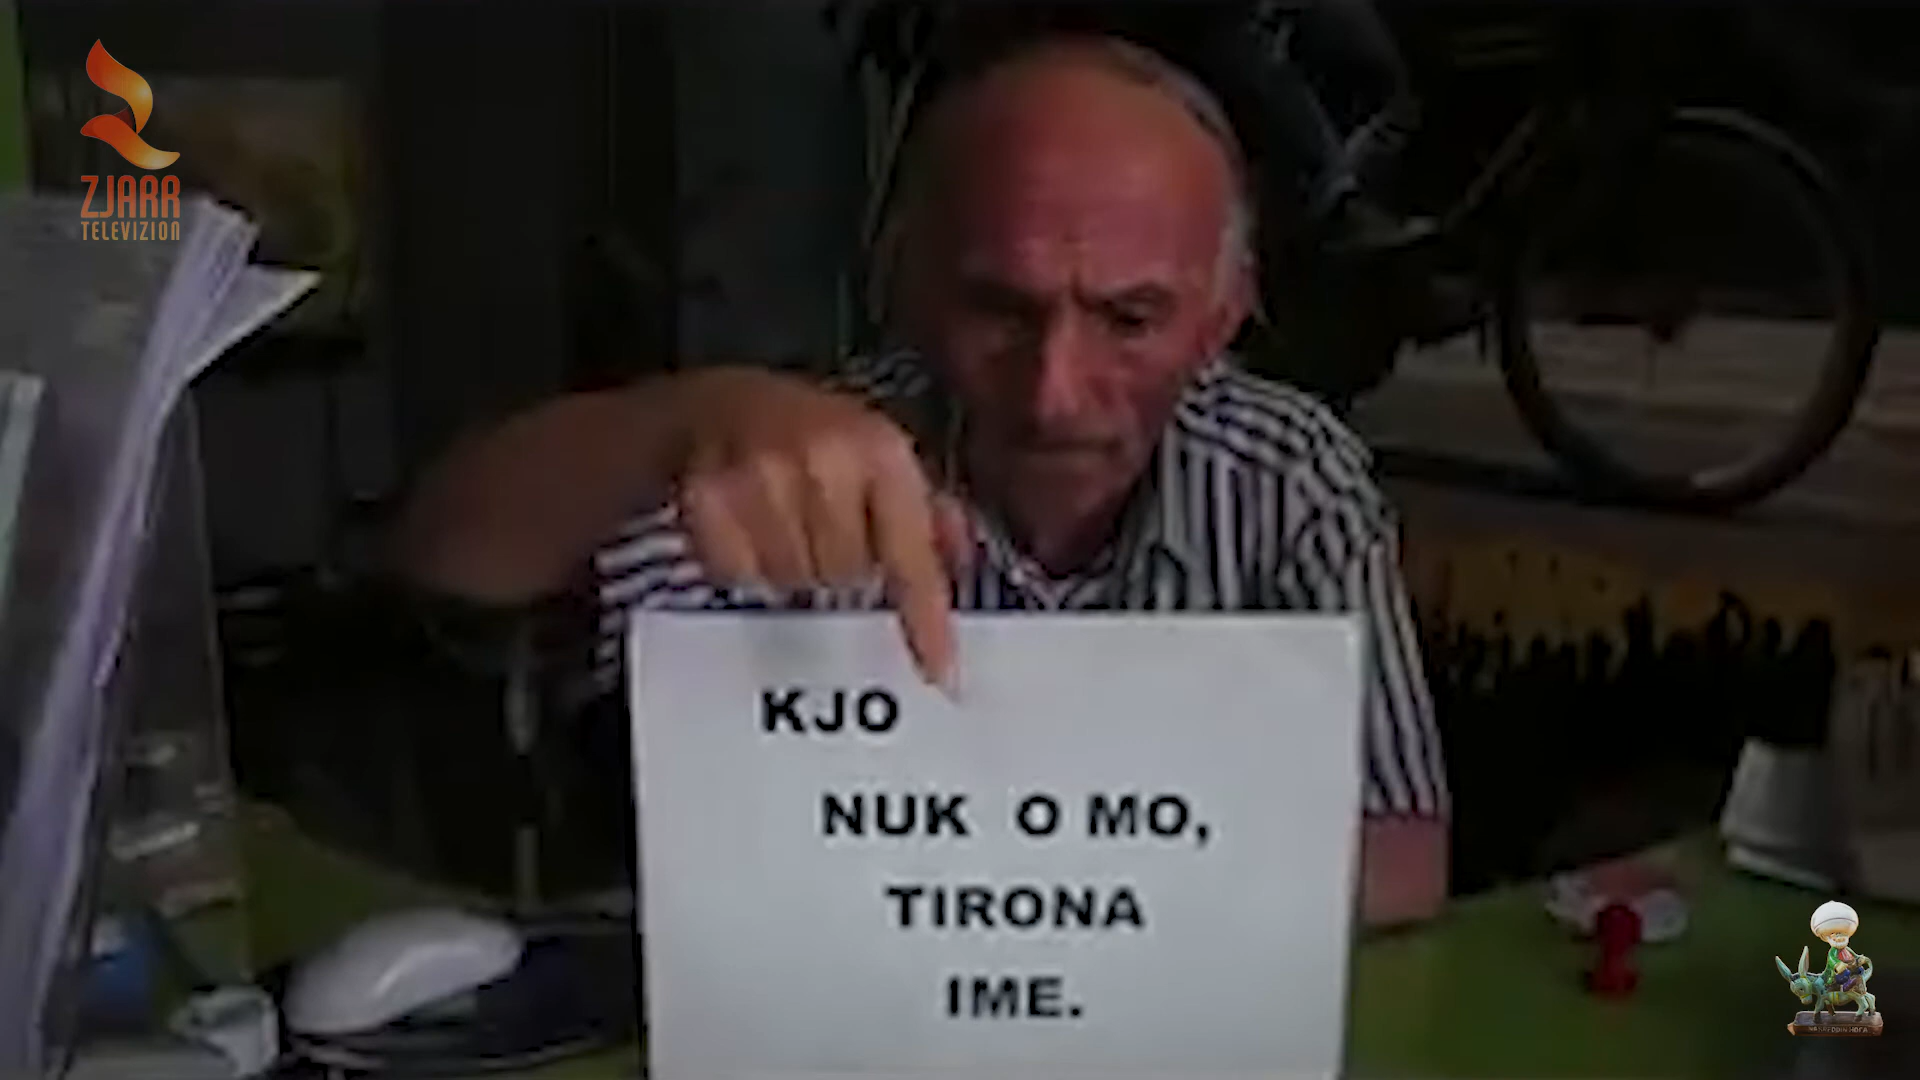 ZJARR
TELEVIZION
KJO
NUK O MO,
TIRONA
IME.